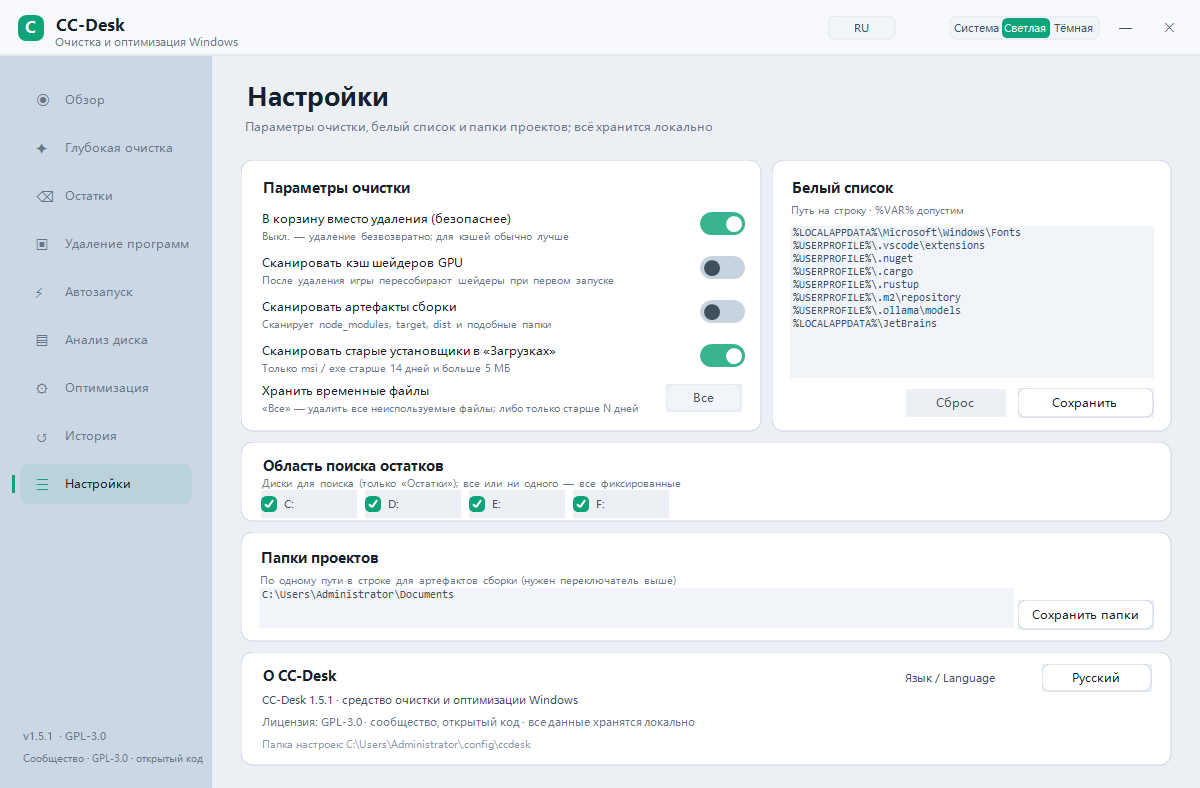 C
CC-Desk
Очистка и оптимизация Windows
RU
Система Светлая Тёмная
Обзор
Глубокая очистка
Остатки
Удаление программ
Автозапуск
Анализ диска
Оптимизация
История
Настройки
v1.5.1 · GPL-3.0
Сообщество · GPL-3.0 · открытый код
Настройки
Параметры очистки, белый список и папки проектов; всё хранится локально
Параметры очистки
В корзину вместо удаления (безопаснее)
Выкл. — удаление безвозвратно; для кэшей обычно лучше
Сканировать кэш шейдеров GPU
После удаления игры пересобирают шейдеры при первом запуске
Сканировать артефакты сборки
Сканирует node_modules, target, dist и подобные папки
Сканировать старые установщики в «Загрузках»
Только msi / exe старше 14 дней и больше 5 МБ
Хранить временные файлы
«Все» — удалить все неиспользуемые файлы; либо только старше N дней
Все
Белый список
Путь на строку · %VAR% допустим
%LOCALAPPDATA%\Microsoft\Windows\Fonts
%USERPROFILE%\.vscode\extensions
%USERPROFILE%\.nuget
%USERPROFILE%\.cargo
%USERPROFILE%\.rustup
%USERPROFILE%\.m2\repository
%USERPROFILE%\.ollama\models
%LOCALAPPDATA%\JetBrains
Сброс
Сохранить
Область поиска остатков
Диски для поиска (только «Остатки»); все или ни одного — все фиксированные
C: D: E: F:
Папки проектов
По одному пути в строке для артефактов сборки (нужен переключатель выше)
C:\Users\Administrator\Documents
Сохранить папки
О CC-Desk
Язык / Language
Русский
CC-Desk 1.5.1 · средство очистки и оптимизации Windows
Лицензия: GPL-3.0 · сообщество, открытый код · все данные хранятся локально
Папка настроек: C:\Users\Administrator\.config\ccdesk